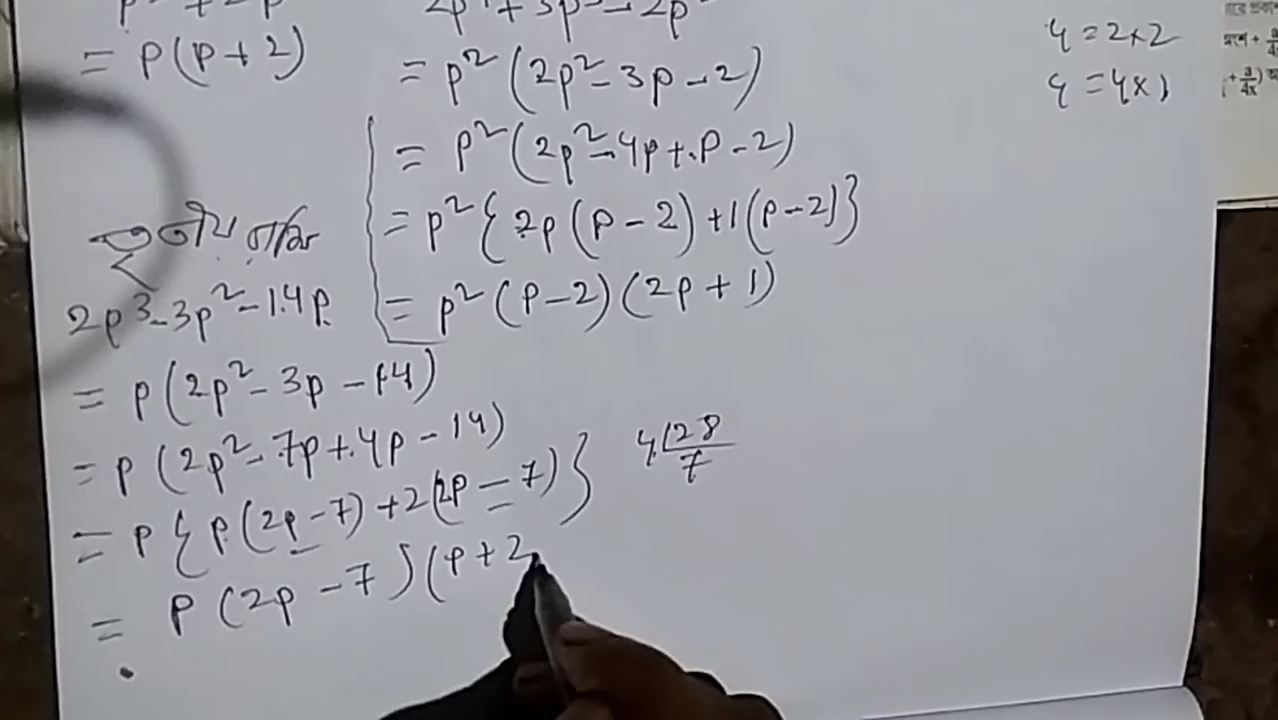 = p(p+2)
= p²(2p²-3p-2)
= p²(2p²-4p+p-2)
= p²{2p(p-2)+1(p-2)}
= p²(p-2)(2p+1)
4=2×2
4=4×1
তৃতীয় রাশি
2p³-3p²-14p
= p(2p²-3p-14)
= p(2p²-7p+4p-14)
= p{p(2p-7)+2(2p-7)}
= p(2p-7)(p+2
28
7